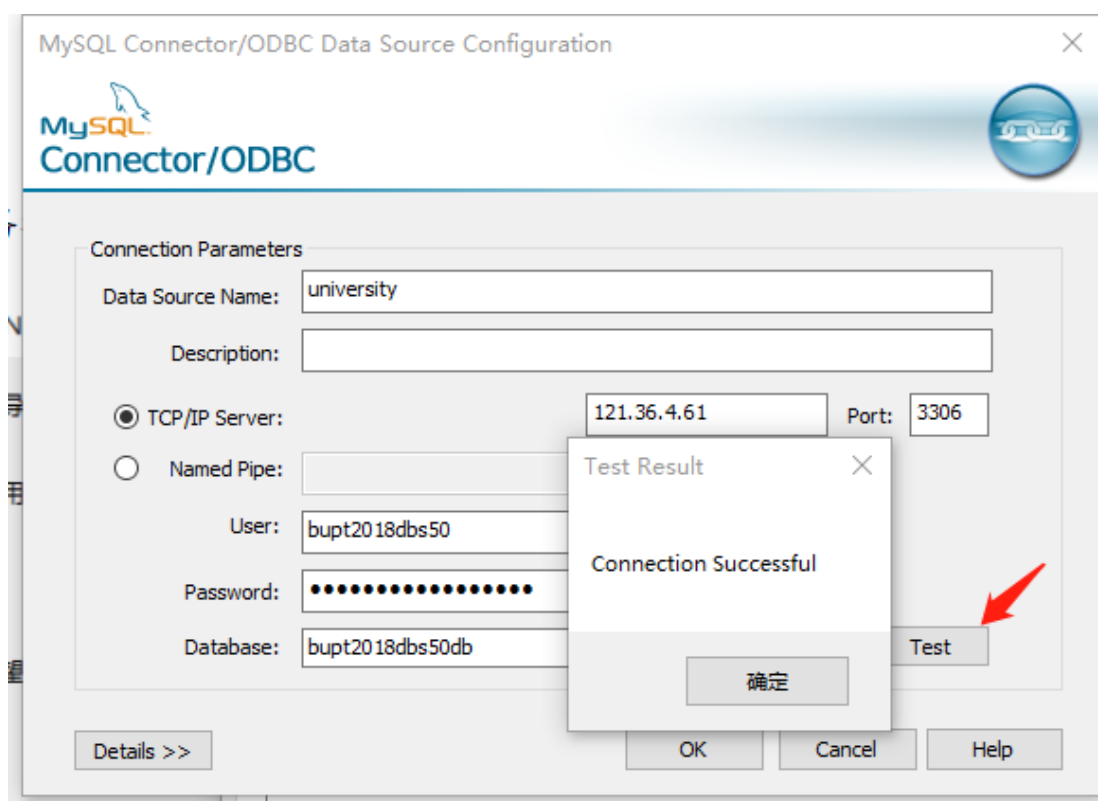 MySQL Connector/ODBC Data Source Configuration
MySQL
Connector/ODBC
Connection Parameters
Data Source Name: university
Description:
TCP/IP Server: 121.36.4.61 Port: 3306
Named Pipe:
Test Result
User: bupt2018dbs50
Connection Successful
Password: •••••••••••••••••
Database: bupt2018dbs50db
Test
确定
Details >>
OK
Cancel
Help